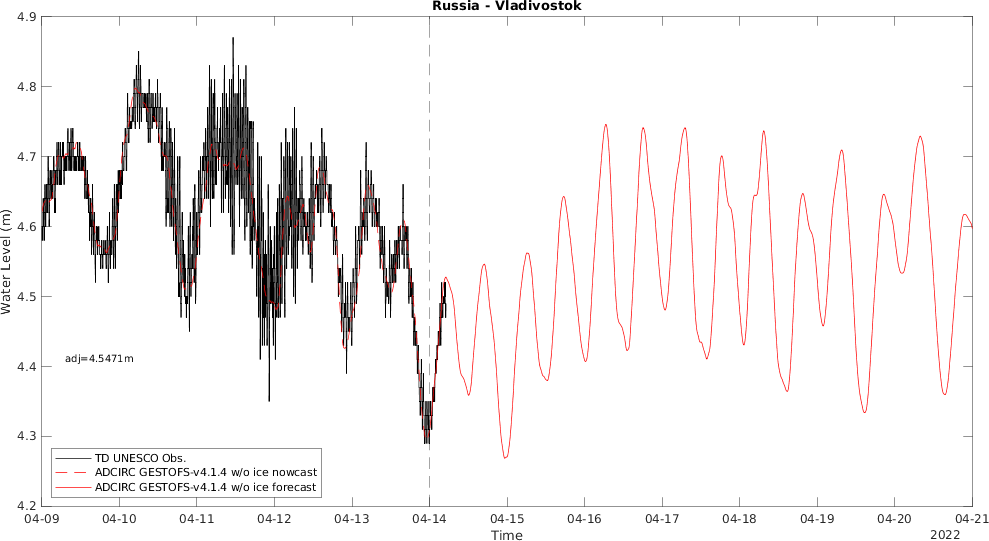 Russia - Vladivostok
4.9
4.8
4.7
4.6
4.5
4.4
4.3
4.2
Water Level (m)
adj=4.5471m
TD UNESCO Obs.
ADCIRC GESTOFS-v4.1.4 w/o ice nowcast
ADCIRC GESTOFS-v4.1.4 w/o ice forecast
04-09 04-10 04-11 04-12 04-13 04-14 04-15 04-16 04-17 04-18 04-19 04-20 04-21
Time
2022